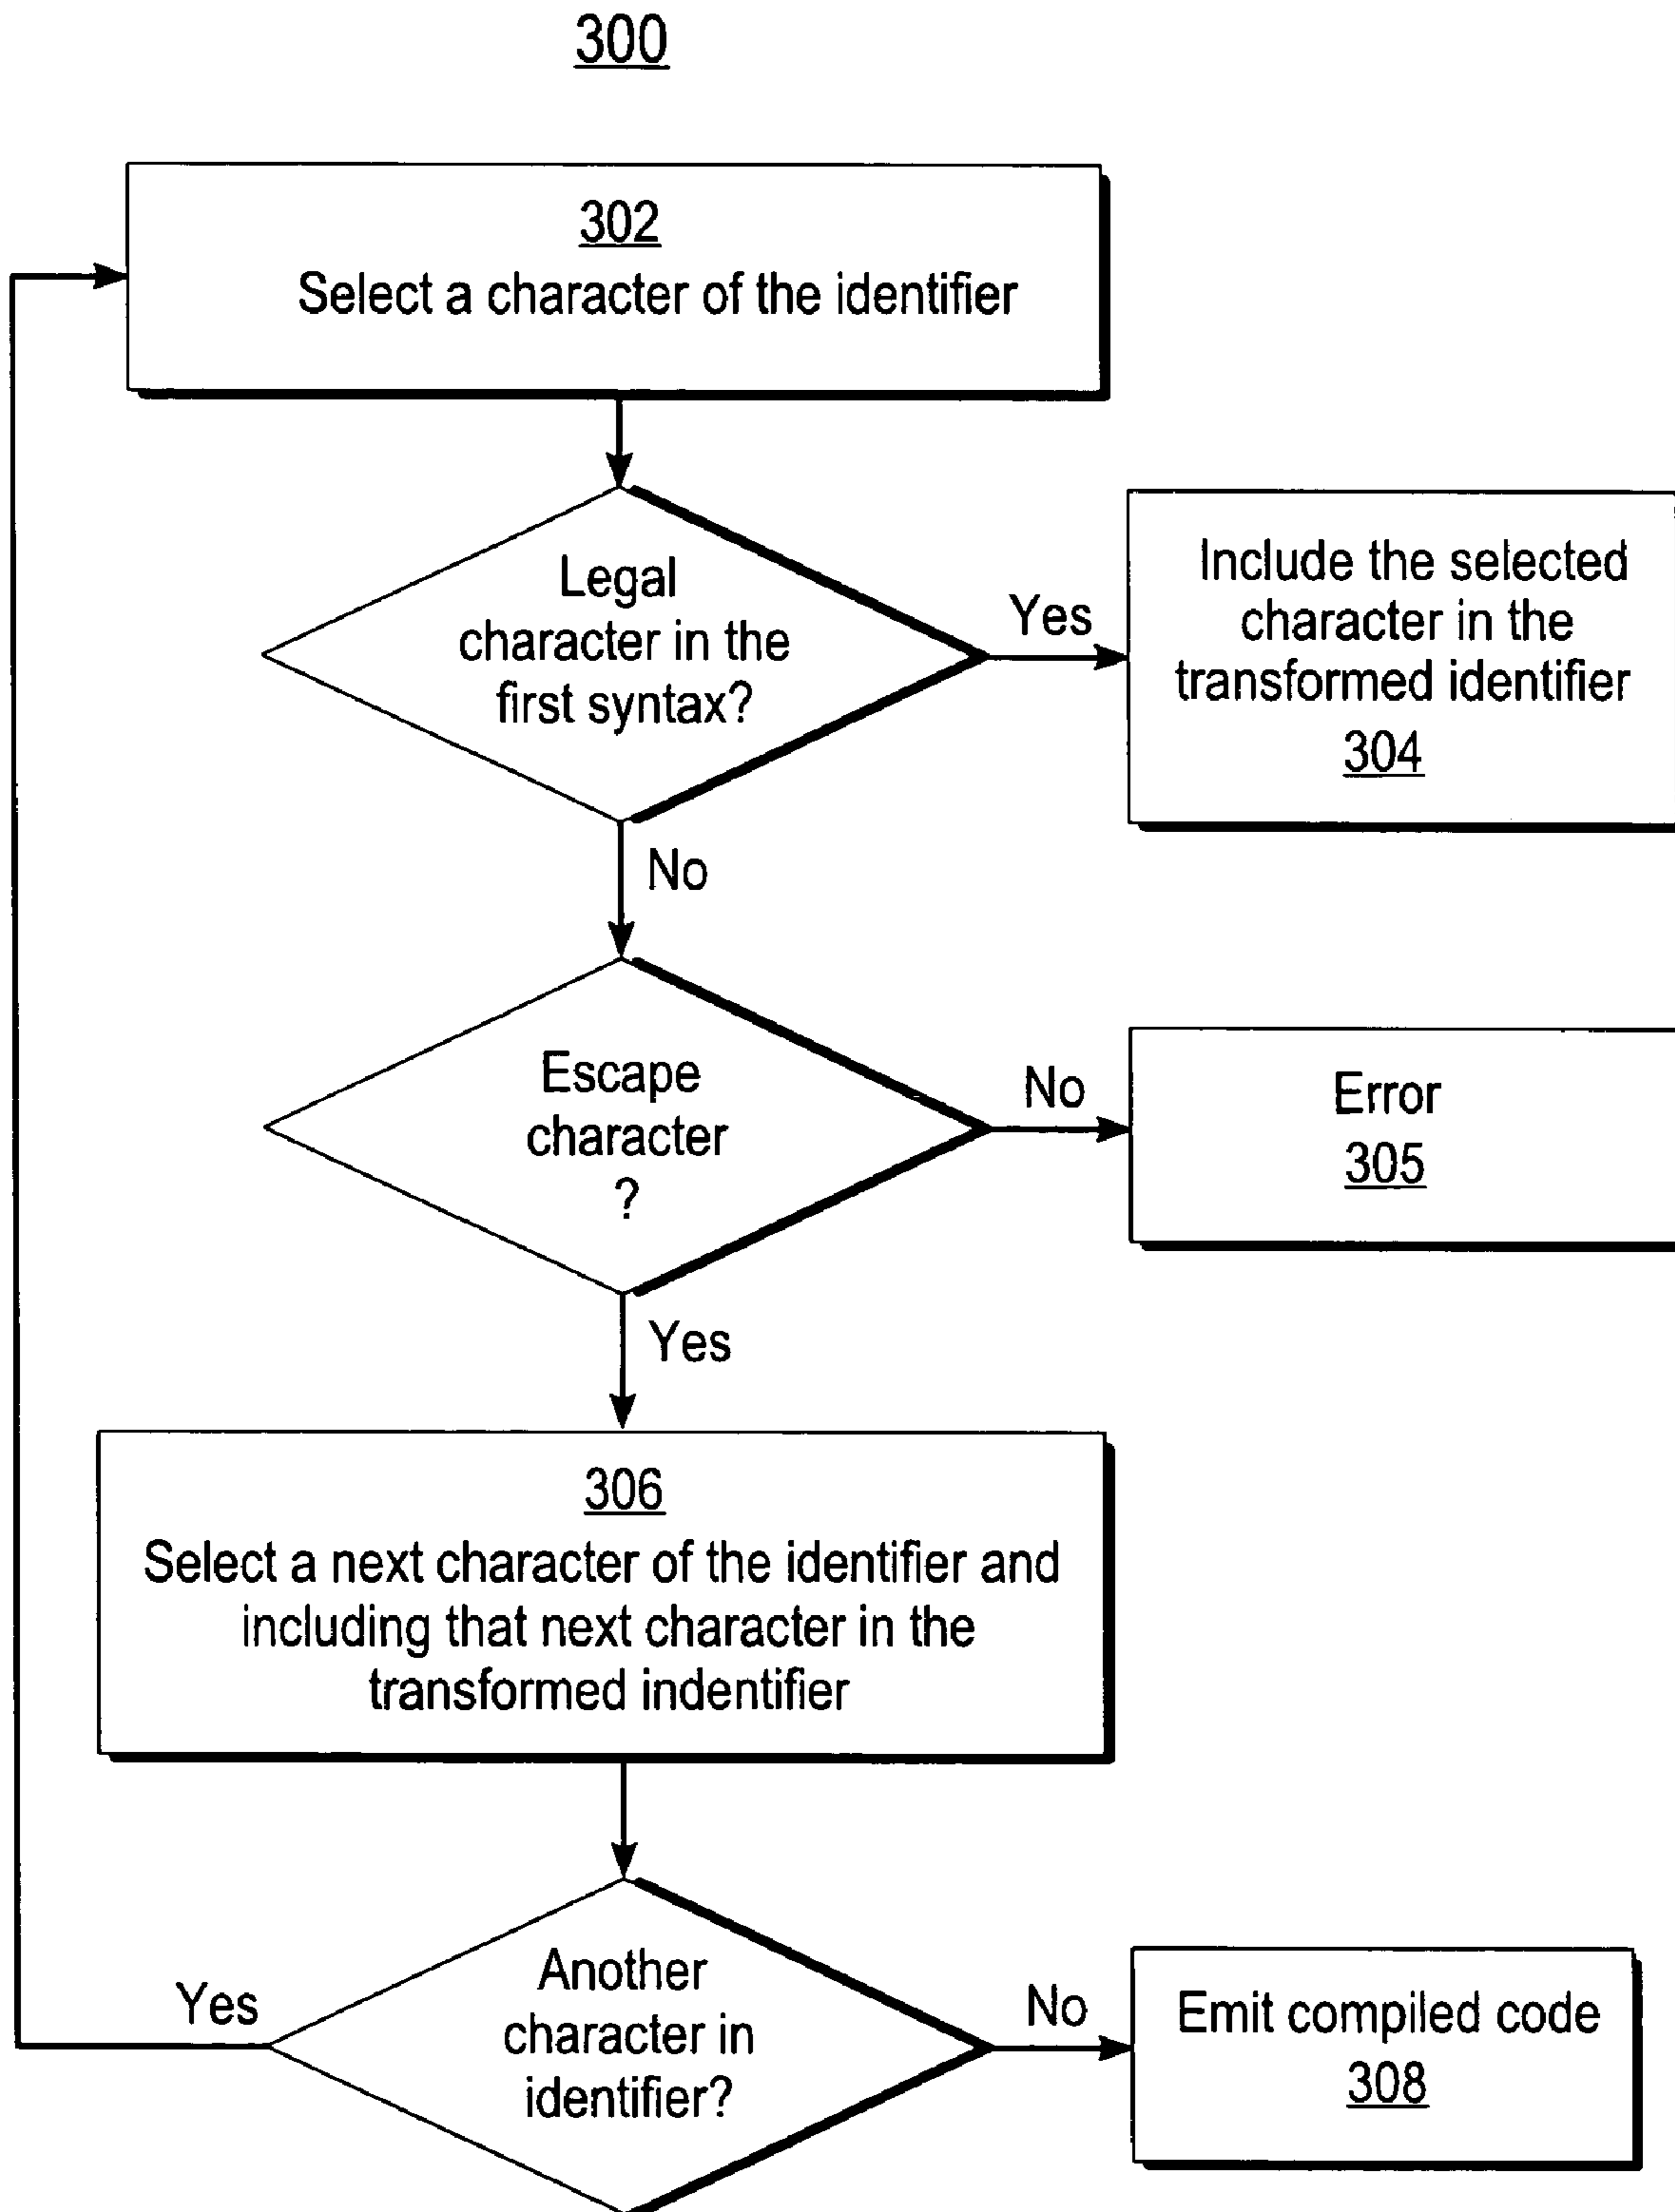 300
302
Select a character of the identifier
Legal
character in the
first syntax?
Yes
Include the selected
character in the
transformed identifier
304
No
Escape
character
?
No
Error
305
Yes
306
Select a next character of the identifier and
including that next character in the
transformed indentifier
Another
character in
identifier?
Yes
No
Emit compiled code
308